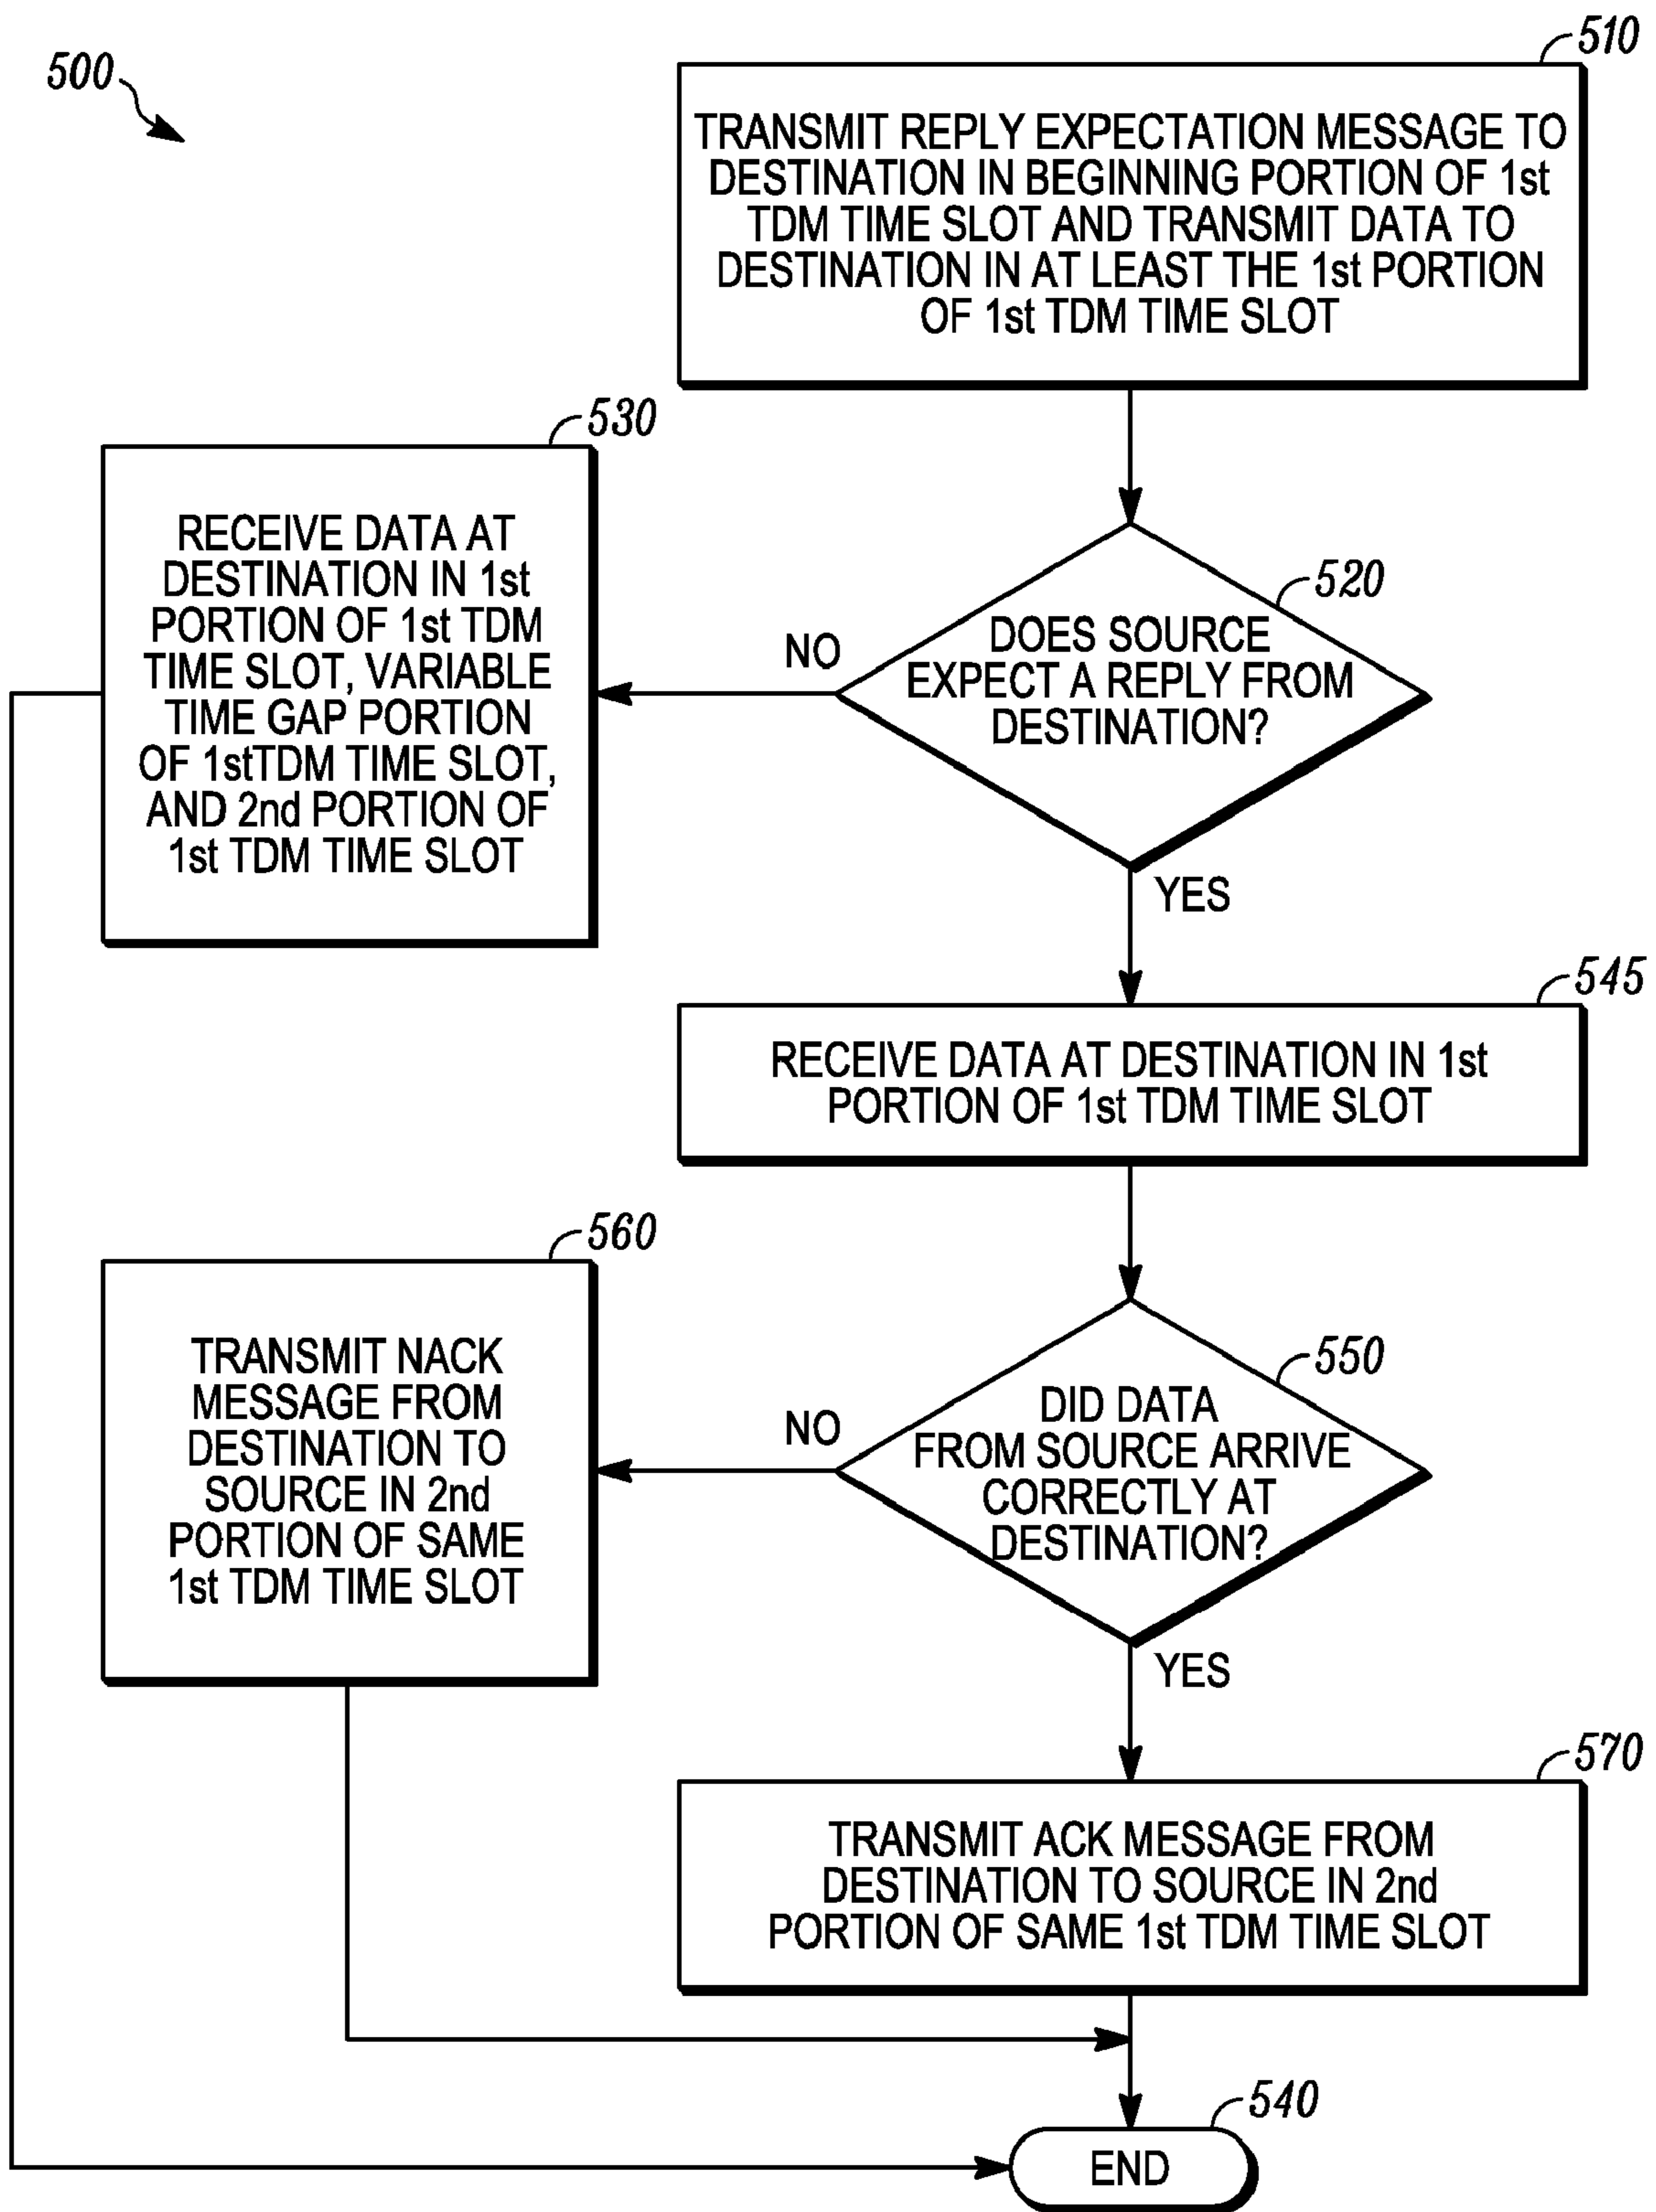 500
510
TRANSMIT REPLY EXPECTATION MESSAGE TO
DESTINATION IN BEGINNING PORTION OF 1st
TDM TIME SLOT AND TRANSMIT DATA TO
DESTINATION IN AT LEAST THE 1st PORTION
OF 1st TDM TIME SLOT
530
RECEIVE DATA AT
DESTINATION IN 1st
PORTION OF 1st TDM
TIME SLOT, VARIABLE
TIME GAP PORTION
OF 1stTDM TIME SLOT,
AND 2nd PORTION OF
1st TDM TIME SLOT
NO
520
DOES SOURCE
EXPECT A REPLY FROM
DESTINATION?
YES
545
RECEIVE DATA AT DESTINATION IN 1st
PORTION OF 1st TDM TIME SLOT
560
TRANSMIT NACK
MESSAGE FROM
DESTINATION TO
SOURCE IN 2nd
PORTION OF SAME
1st TDM TIME SLOT
NO
550
DID DATA
FROM SOURCE ARRIVE
CORRECTLY AT
DESTINATION?
YES
570
TRANSMIT ACK MESSAGE FROM
DESTINATION TO SOURCE IN 2nd
PORTION OF SAME 1st TDM TIME SLOT
540
END